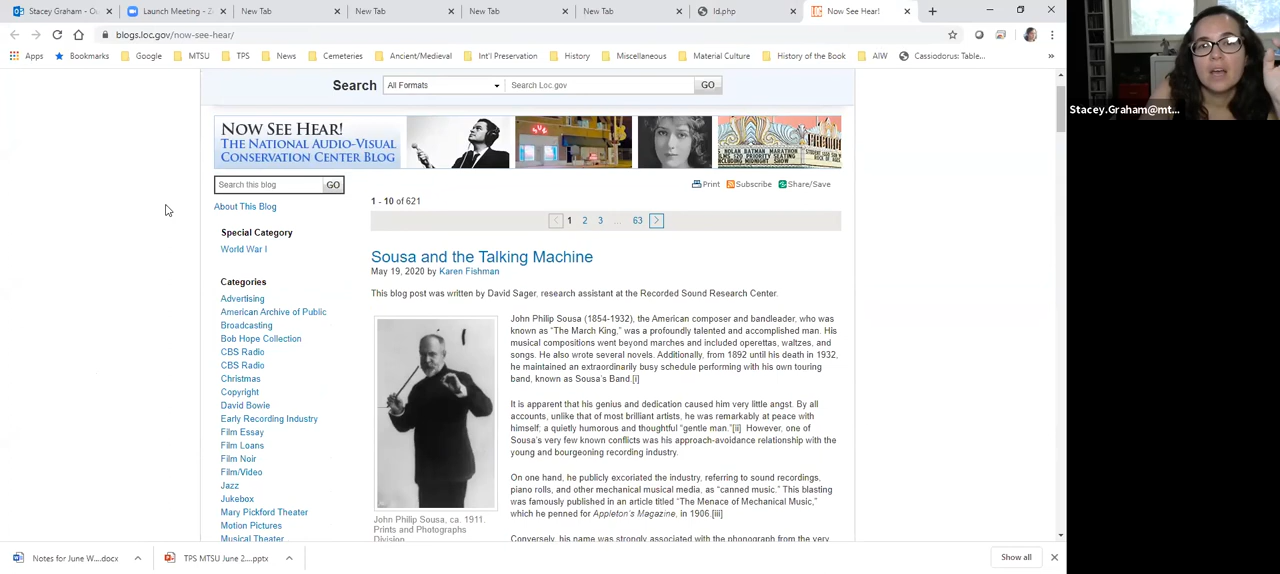 Stacey Graham - O
Launch Meeting - Z
New Tab
New Tab
New Tab
New Tab
ld.php
Now See Hear!
blogs.loc.gov/now-see-hear/
Apps
Bookmarks
Google
MTSU
TPS
News
Cemeteries
Ancient/Medieval
Int'l Preservation
History
Miscellaneous
Material Culture
History of the Book
AIW
Cassiodorus: Table...
Stacey.Graham@mt...
Search
All Formats
Search Loc.gov
GO
NOW SEE HEAR!
THE NATIONAL AUDIO-VISUAL
CONSERVATION CENTER BLOG
NOLAN BATMAN MARATHON
Search this blog
GO
Print
Subscribe
Share/Save
About This Blog
Special Category
World War I
Categories
Advertising
American Archive of Public
Broadcasting
Bob Hope Collection
CBS Radio
CBS Radio
Christmas
Copyright
David Bowie
Early Recording Industry
Film Essay
Film Loans
Film Noir
Film/Video
Jazz
Jukebox
Mary Pickford Theater
Motion Pictures
Musical Theater
1 - 10 of 621
< 1 2 3 ... 63 >
Sousa and the Talking Machine
May 19, 2020 by Karen Fishman
This blog post was written by David Sager, research assistant at the Recorded Sound Research Center.
John Philip Sousa (1854-1932), the American composer and bandleader, who was
known as “The March King,” was a profoundly talented and accomplished man. His
musical compositions went beyond marches and included operettas, waltzes, and
songs. He also wrote several novels. Additionally, from 1892 until his death in 1932,
he maintained an extraordinarily busy schedule performing with his own touring
band, known as Sousa’s Band.[i]
It is apparent that his genius and dedication caused him very little angst. By all
accounts, unlike that of most brilliant artists, he was remarkably at peace with
himself; a quietly humorous and thoughtful “gentle man.”[ii] However, one of
Sousa’s very few known conflicts was his approach-avoidance relationship with the
young and bourgeoning recording industry.
On one hand, he publicly excoriated the industry, referring to sound recordings,
piano rolls, and other mechanical musical media, as “canned music.” This blasting
was famously published in an article titled “The Menace of Mechanical Music,”
which he penned for Appleton’s Magazine, in 1906.[iii]
Conversely, his name was strongly associated with the phonograph from the very
John Philip Sousa, ca. 1911.
Prints and Photographs
Division
Notes for June W....docx
TPS MTSU June 2....pptx
Show all